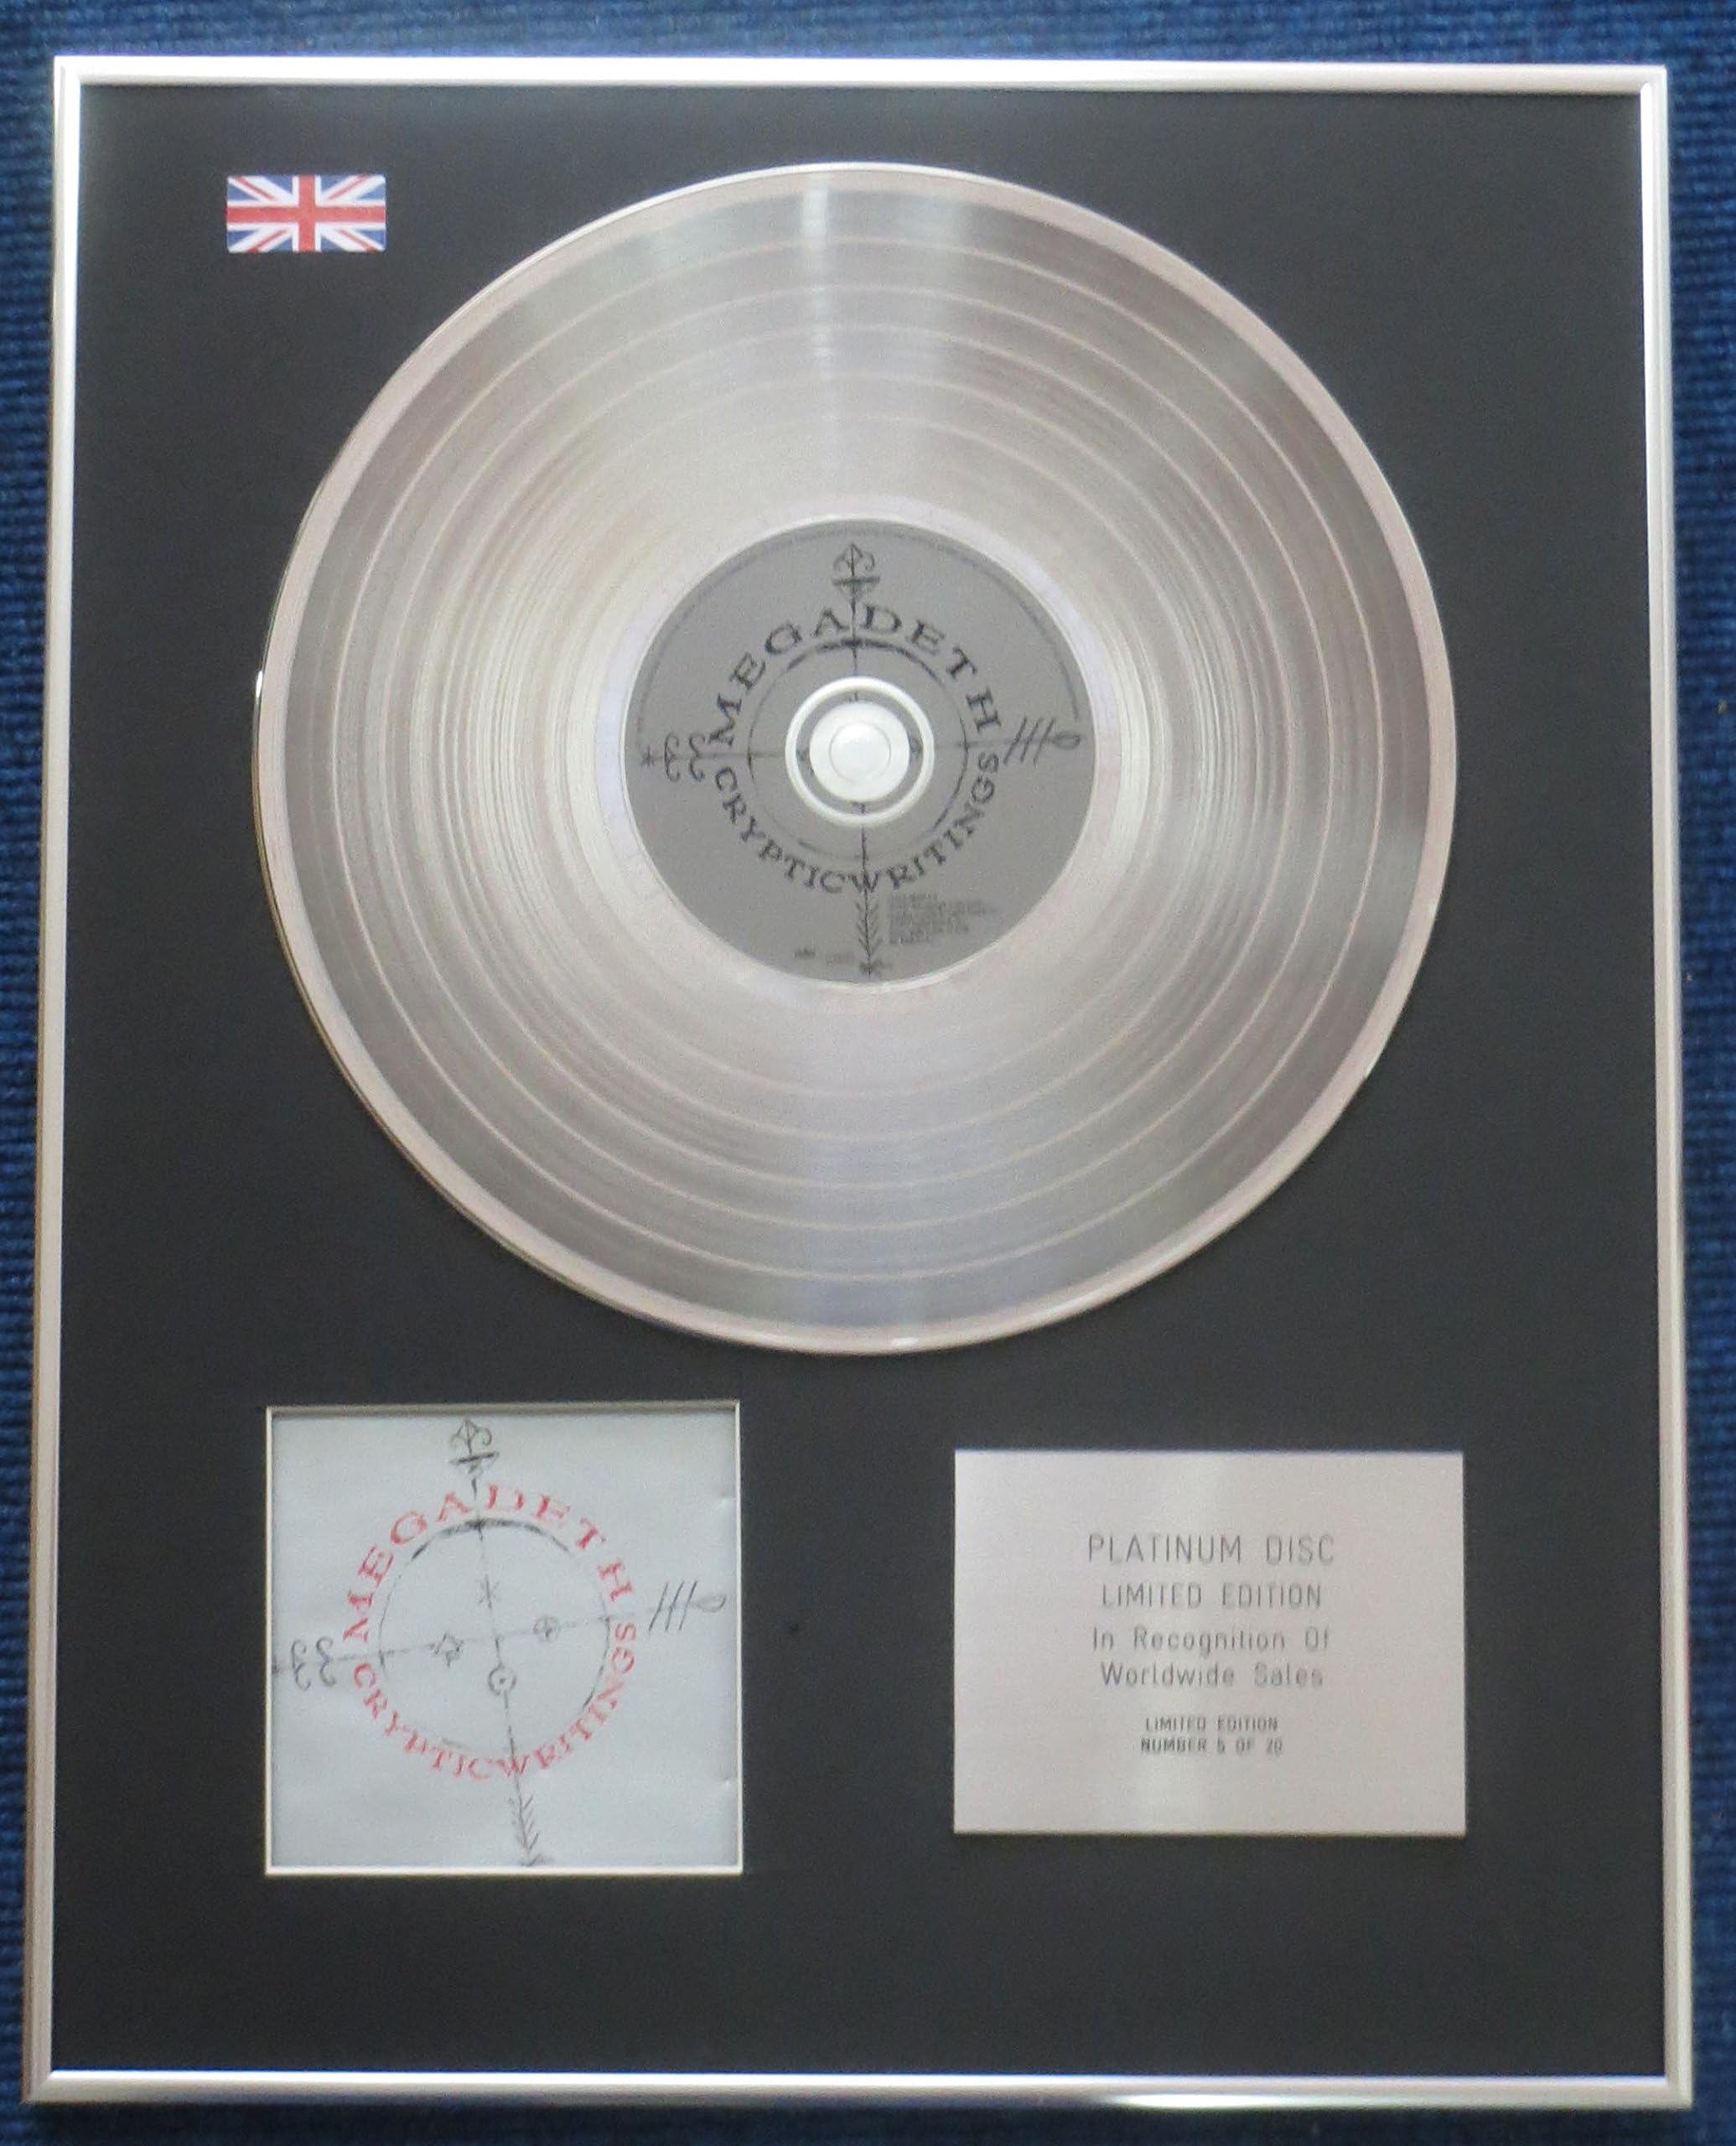 MEGADETH
CRYPTICWRITINGS
MEGADETH
CRYPTICWRITINGS
PLATINUM DISC
LIMITED EDITION
In Recognition Of
Worldwide Sales
LIMITED EDITION
NUMBER 5 OF 20